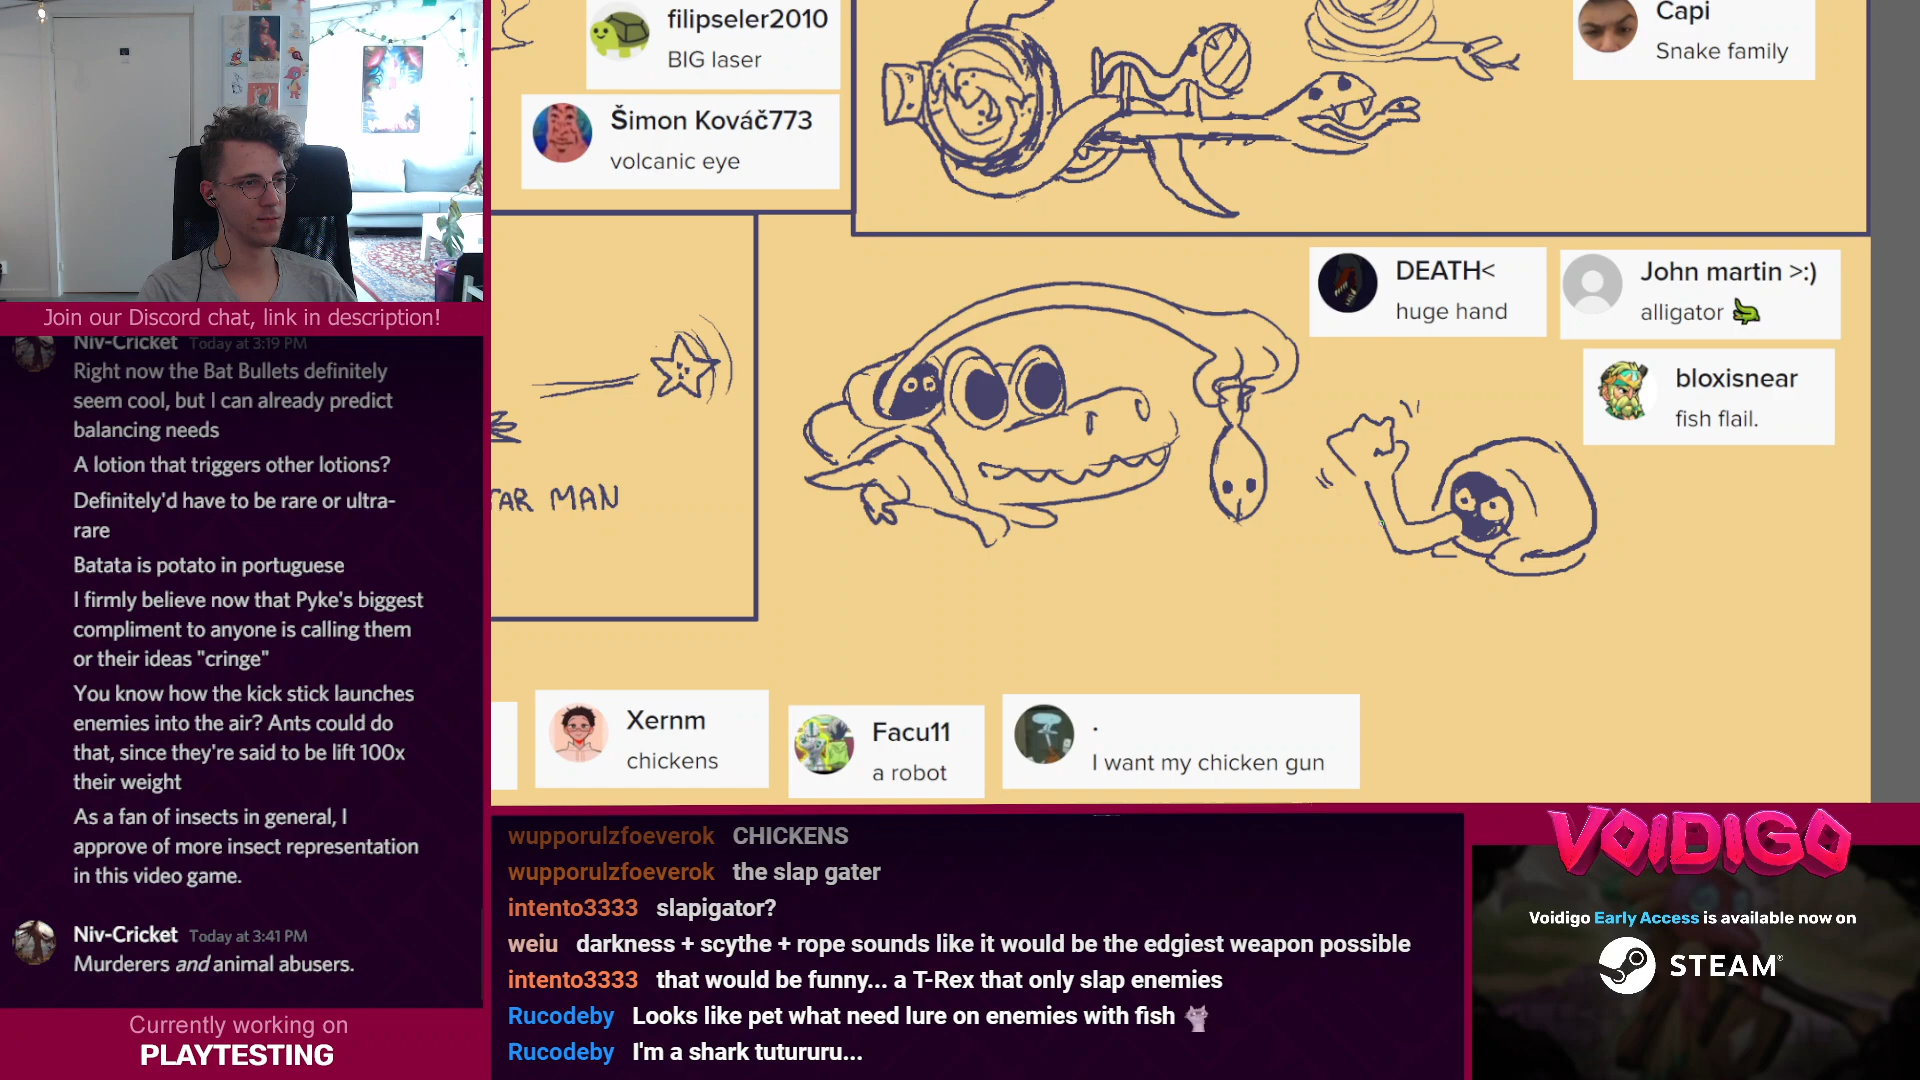 Join our Discord chat, link in description!
Niv-Cricket Today at 3:19 PM
Right now the Bat Bullets definitely
seem cool, but I can already predict
balancing needs
A lotion that triggers other lotions?
Definitely'd have to be rare or ultra-
rare
Batata is potato in portuguese
I firmly believe now that Pyke's biggest
compliment to anyone is calling them
or their ideas "cringe"
You know how the kick stick launches
enemies into the air? Ants could do
that, since they're said to be lift 100x
their weight
As a fan of insects in general, I
approve of more insect representation
in this video game.
Niv-Cricket Today at 3:41 PM
Murderers and animal abusers.
Currently working on
PLAYTESTING
filipseler2010
BIG laser
Šimon Kováč773
volcanic eye
Capi
Snake family
DEATH<
huge hand
John martin >:)
alligator 🐊
bloxisnear
fish flail.
TAR MAN
Xernm
chickens
Facu11
a robot
.
I want my chicken gun
wupporulzfoeverok CHICKENS
wupporulzfoeverok the slap gater
intento3333 slapigator?
weiu darkness + scythe + rope sounds like it would be the edgiest weapon possible
intento3333 that would be funny... a T-Rex that only slap enemies
Rucodeby Looks like pet what need lure on enemies with fish
Rucodeby I'm a shark tutururu...
VOIDIGO
Voidigo Early Access is available now on
STEAM